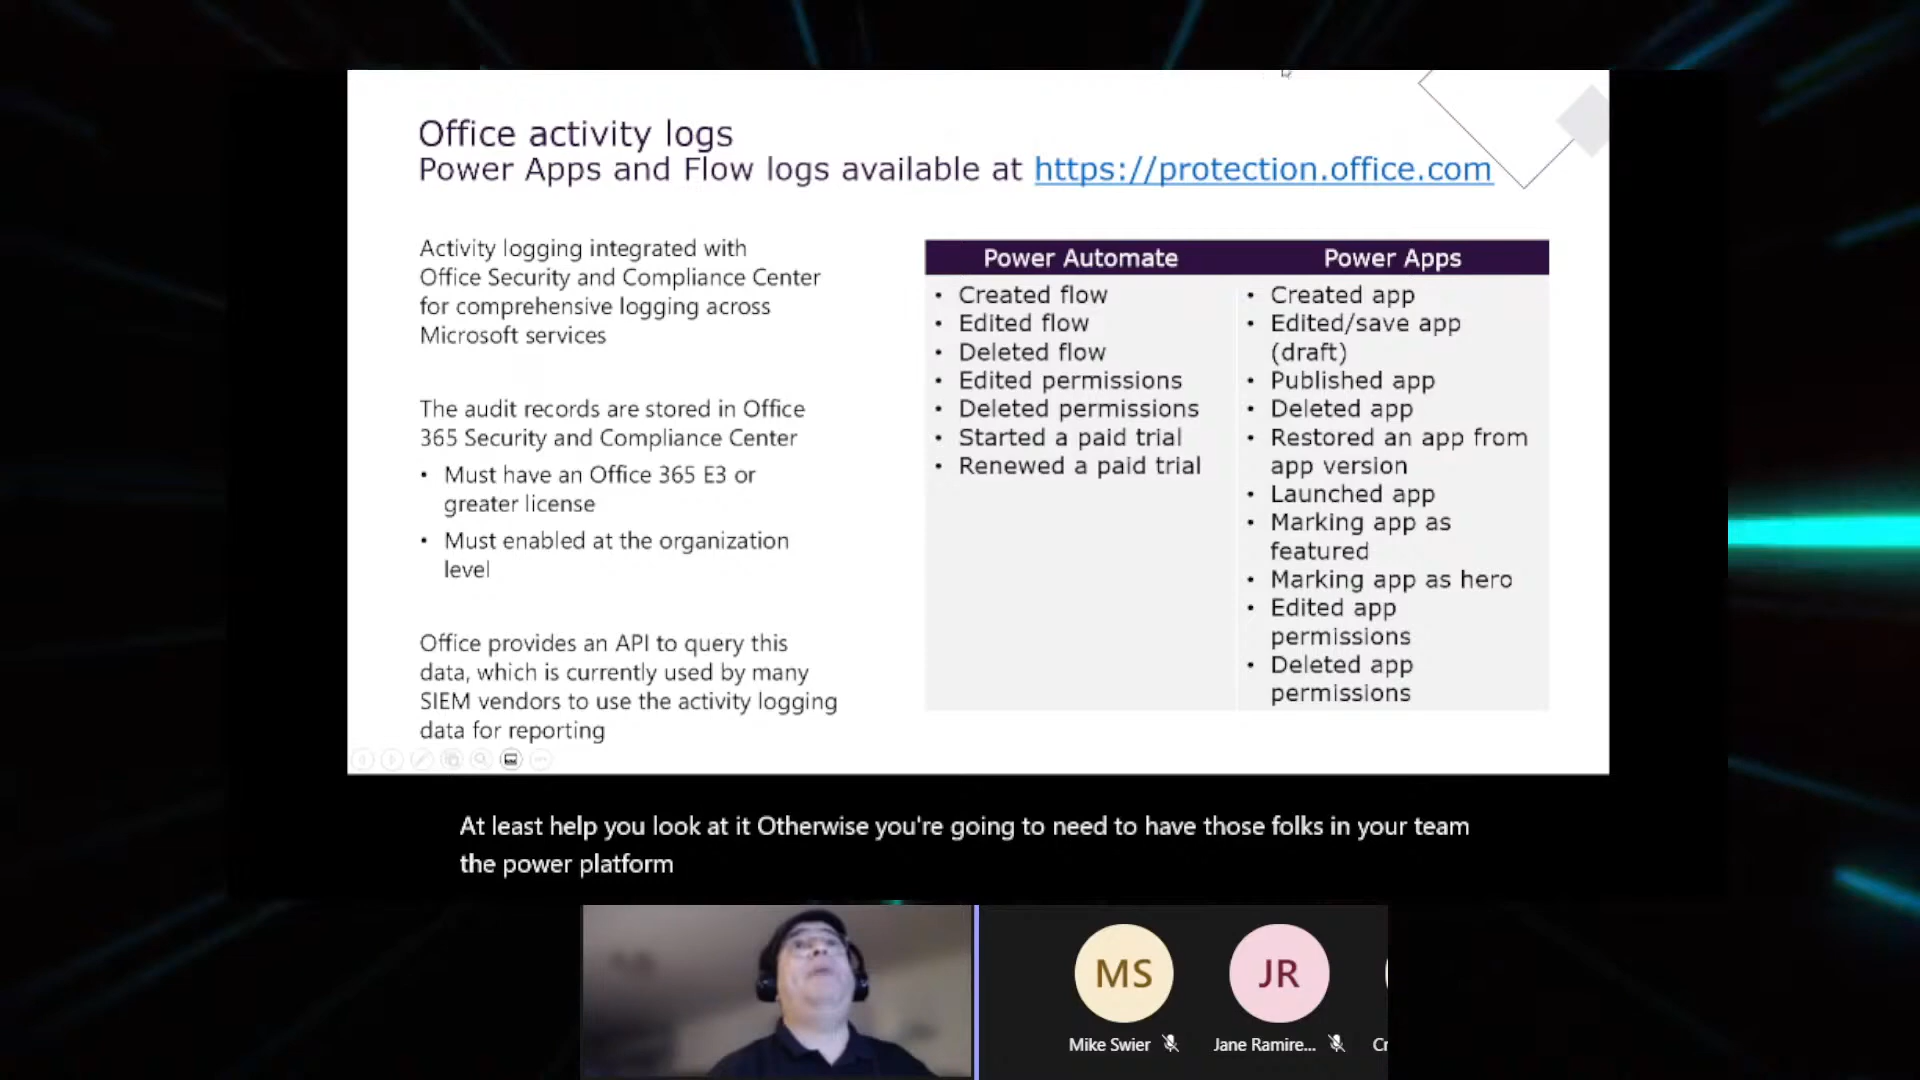 Office activity logs
Power Apps and Flow logs available at https://protection.office.com
Activity logging integrated with
Office Security and Compliance Center
for comprehensive logging across
Microsoft services
The audit records are stored in Office
365 Security and Compliance Center
• Must have an Office 365 E3 or
greater license
• Must enabled at the organization
level
Office provides an API to query this
data, which is currently used by many
SIEM vendors to use the activity logging
data for reporting
Power Automate
• Created flow
• Edited flow
• Deleted flow
• Edited permissions
• Deleted permissions
• Started a paid trial
• Renewed a paid trial
Power Apps
• Created app
• Edited/save app
(draft)
• Published app
• Deleted app
• Restored an app from
app version
• Launched app
• Marking app as
featured
• Marking app as hero
• Edited app
permissions
• Deleted app
permissions
At least help you look at it Otherwise you're going to need to have those folks in your team
the power platform
MS
JR
Mike Swier
Jane Ramire...
Cr